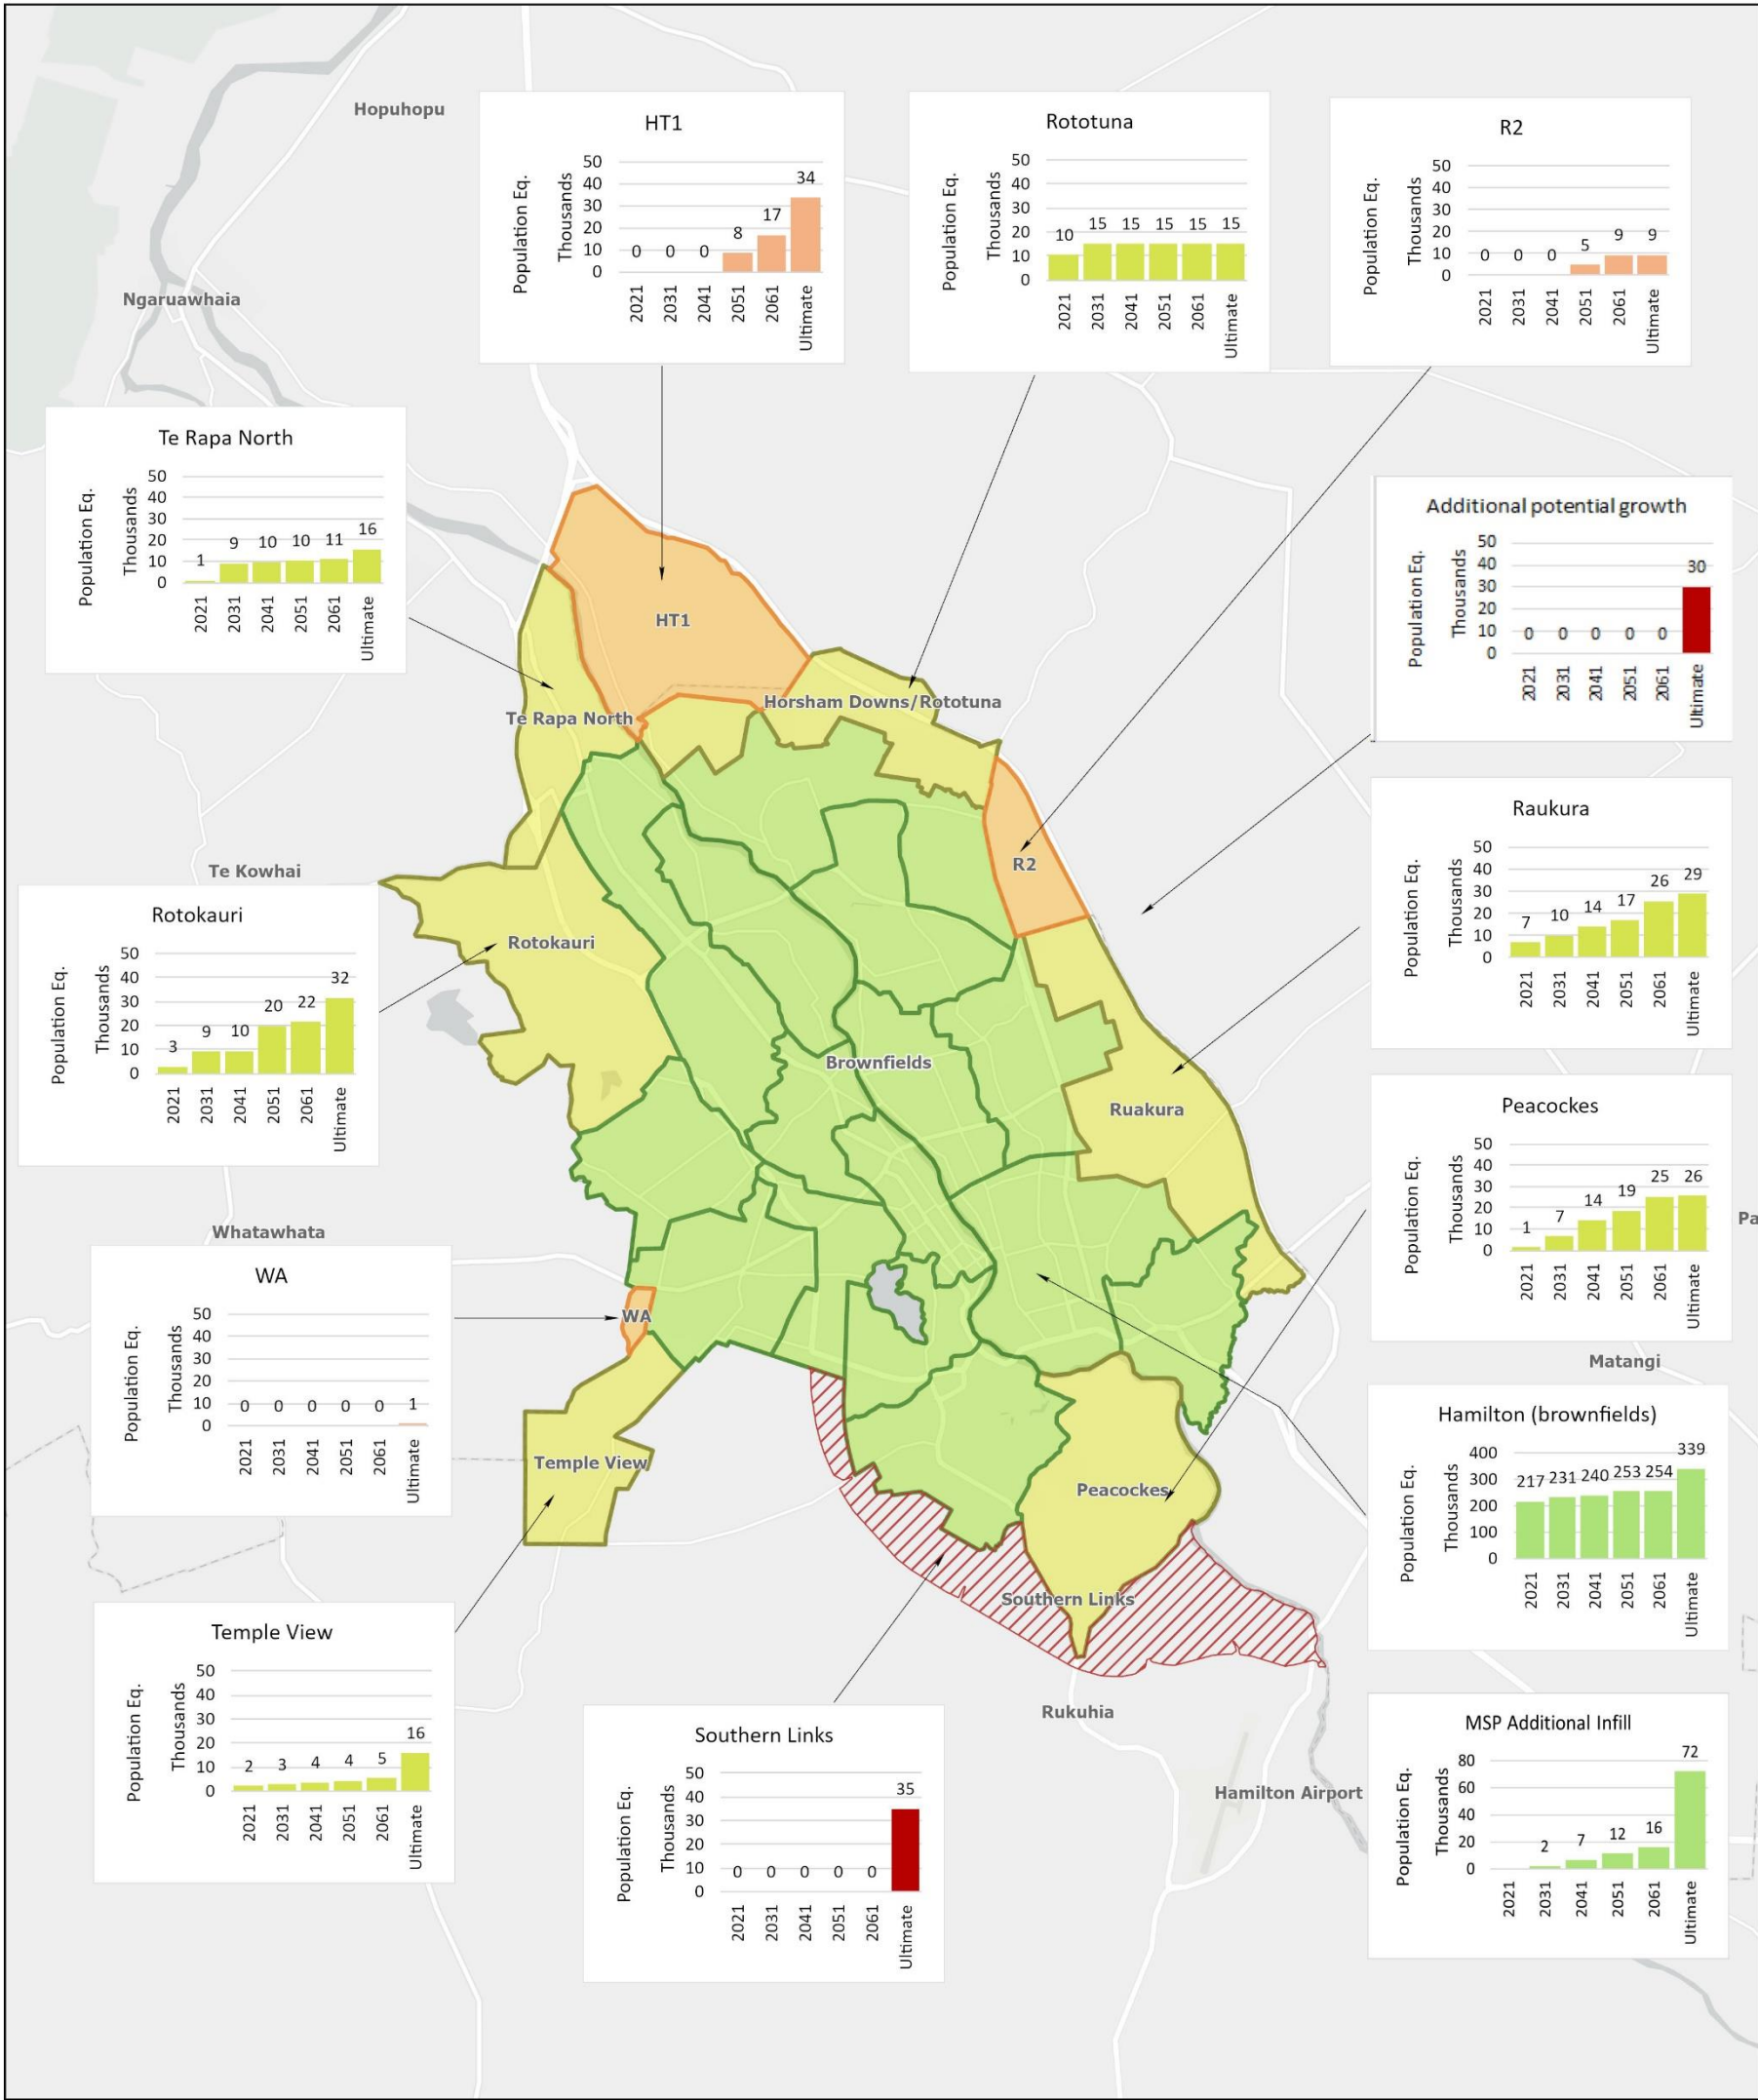 Hopuhopu
Ngaruawhaia
HT1
Population Eq.
Thousands
50
40
30
20
10
0
0 0 0 8 17 34
2021 2031 2041 2051 2061 Ultimate
Rototuna
Population Eq.
Thousands
50
40
30
20
10
0
10 15 15 15 15 15
2021 2031 2041 2051 2061 Ultimate
R2
Population Eq.
Thousands
50
40
30
20
10
0
0 0 0 5 9 9
2021 2031 2041 2051 2061 Ultimate
Te Rapa North
Population Eq.
Thousands
50
40
30
20
10
0
1 9 10 10 11 16
2021 2031 2041 2051 2061 Ultimate
Additional potential growth
Population Eq.
Thousands
50
40
30
20
10
0
0 0 0 0 0 30
2021 2031 2041 2051 2061 Ultimate
HT1
Te Rapa North
Horsham Downs/Rototuna
R2
Raukura
Population Eq.
Thousands
50
40
30
20
10
0
7 10 14 17 26 29
2021 2031 2041 2051 2061 Ultimate
Te Kowhai
Rotokauri
Population Eq.
Thousands
50
40
30
20
10
0
3 9 10 20 22 32
2021 2031 2041 2051 2061 Ultimate
Rotokauri
Brownfields
Ruakura
Peacockes
Population Eq.
Thousands
50
40
30
20
10
0
1 7 14 19 25 26
2021 2031 2041 2051 2061 Ultimate
Pa
Whatawhata
WA
Population Eq.
Thousands
50
40
30
20
10
0
0 0 0 0 0 1
2021 2031 2041 2051 2061 Ultimate
WA
Matangi
Hamilton (brownfields)
Population Eq.
Thousands
400
300
200
100
0
217 231 240 253 254 339
2021 2031 2041 2051 2061 Ultimate
Temple View
Peacockes
Southern Links
Temple View
Population Eq.
Thousands
50
40
30
20
10
0
2 3 4 4 5 16
2021 2031 2041 2051 2061 Ultimate
Southern Links
Population Eq.
Thousands
50
40
30
20
10
0
0 0 0 0 0 35
2021 2031 2041 2051 2061 Ultimate
Rukuhia
Hamilton Airport
MSP Additional Infill
Population Eq.
Thousands
80
60
40
20
0
2 7 12 16 72
2021 2031 2041 2051 2061 Ultimate